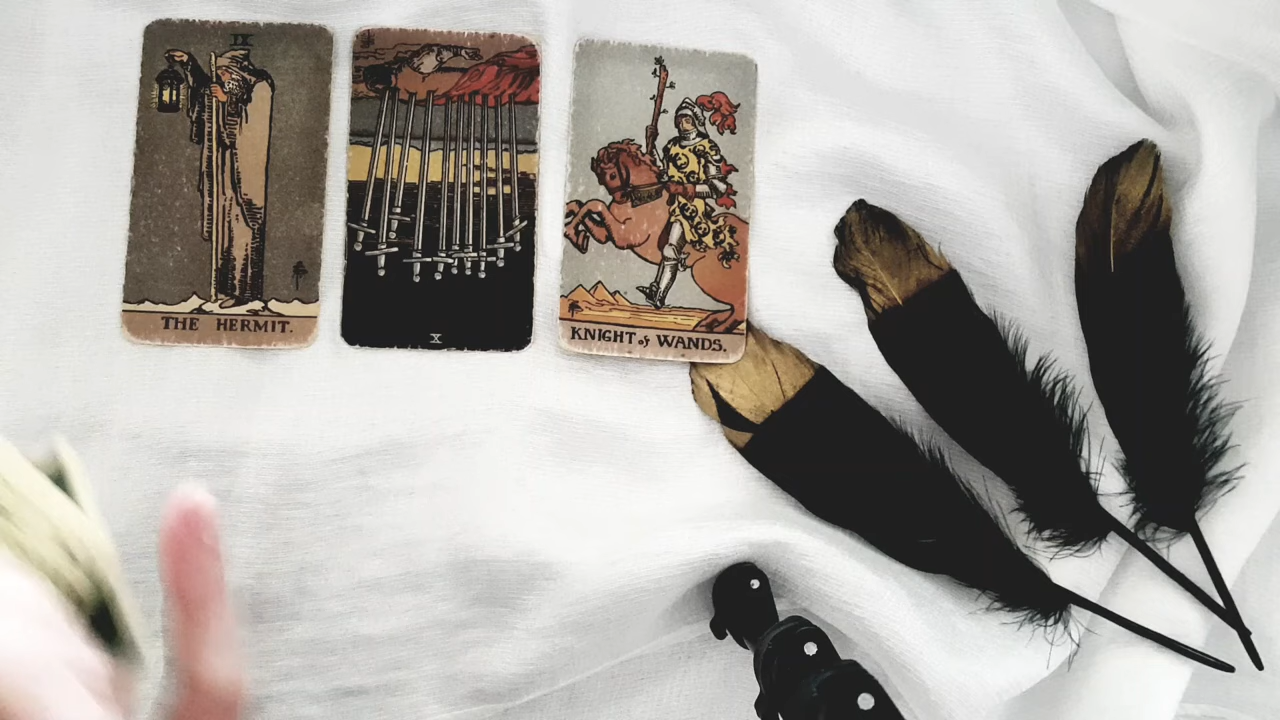 IX
THE HERMIT.
X
KNIGHT of WANDS.